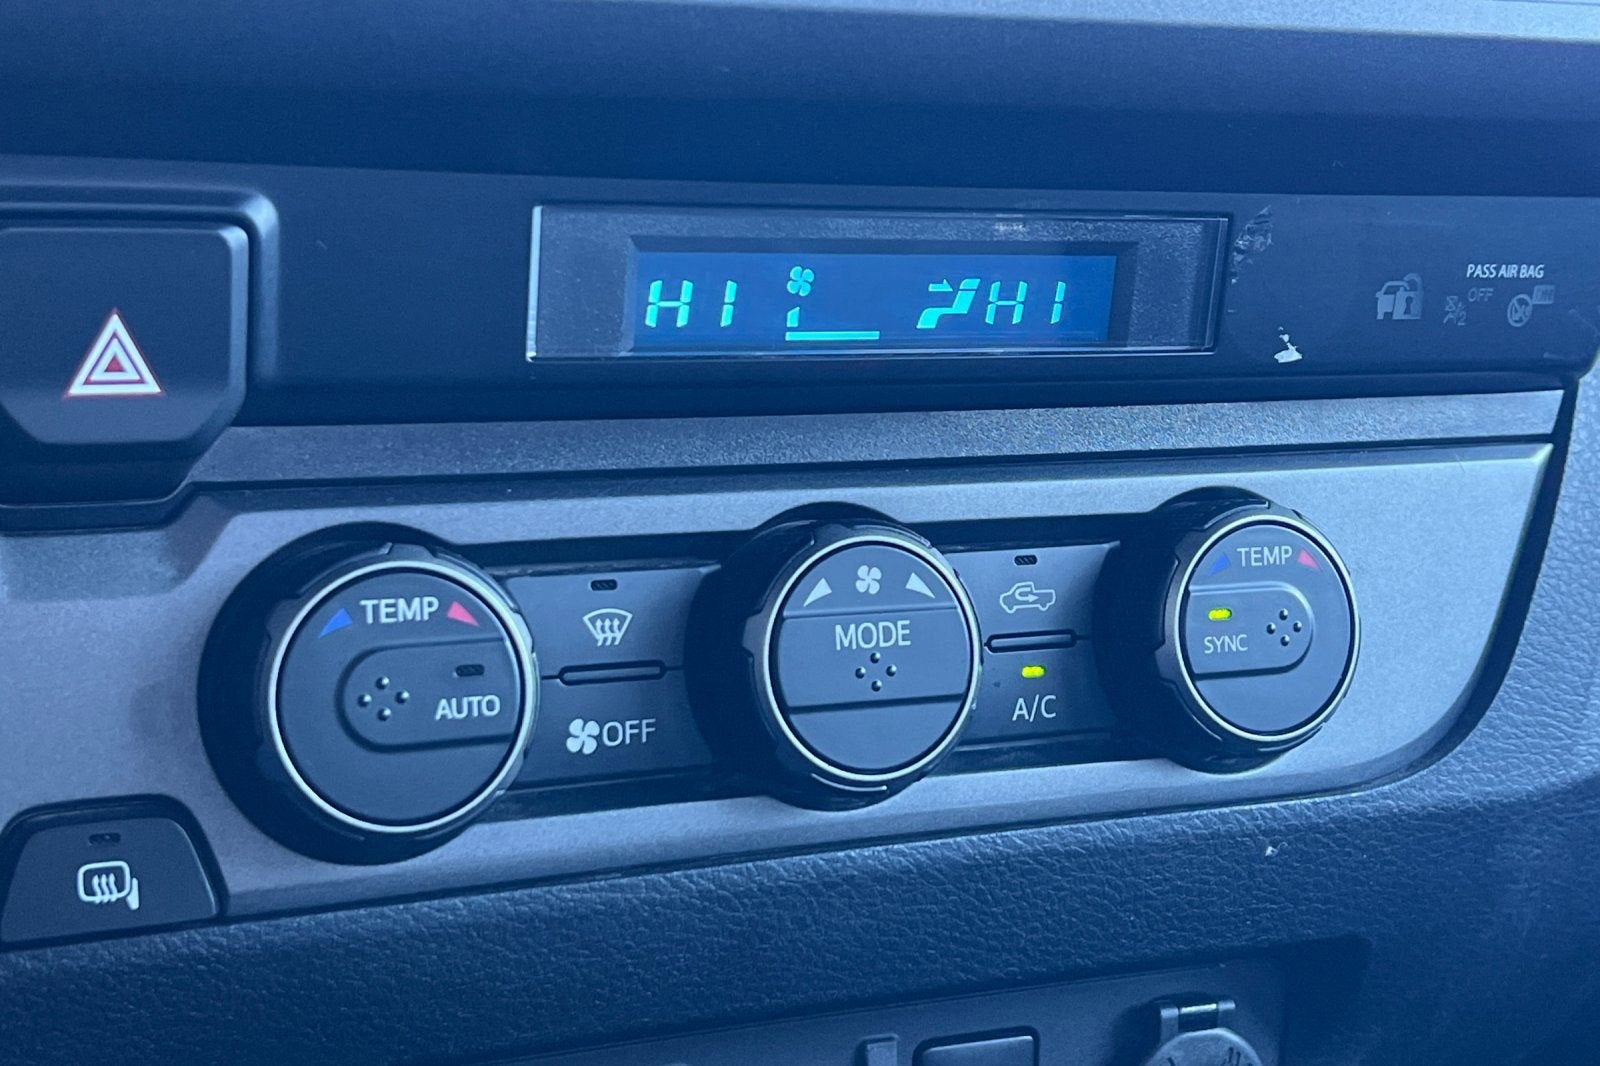 HI HI
PASS AIR BAG
OFF
TEMP
AUTO
OFF
MODE
A/C
TEMP
SYNC